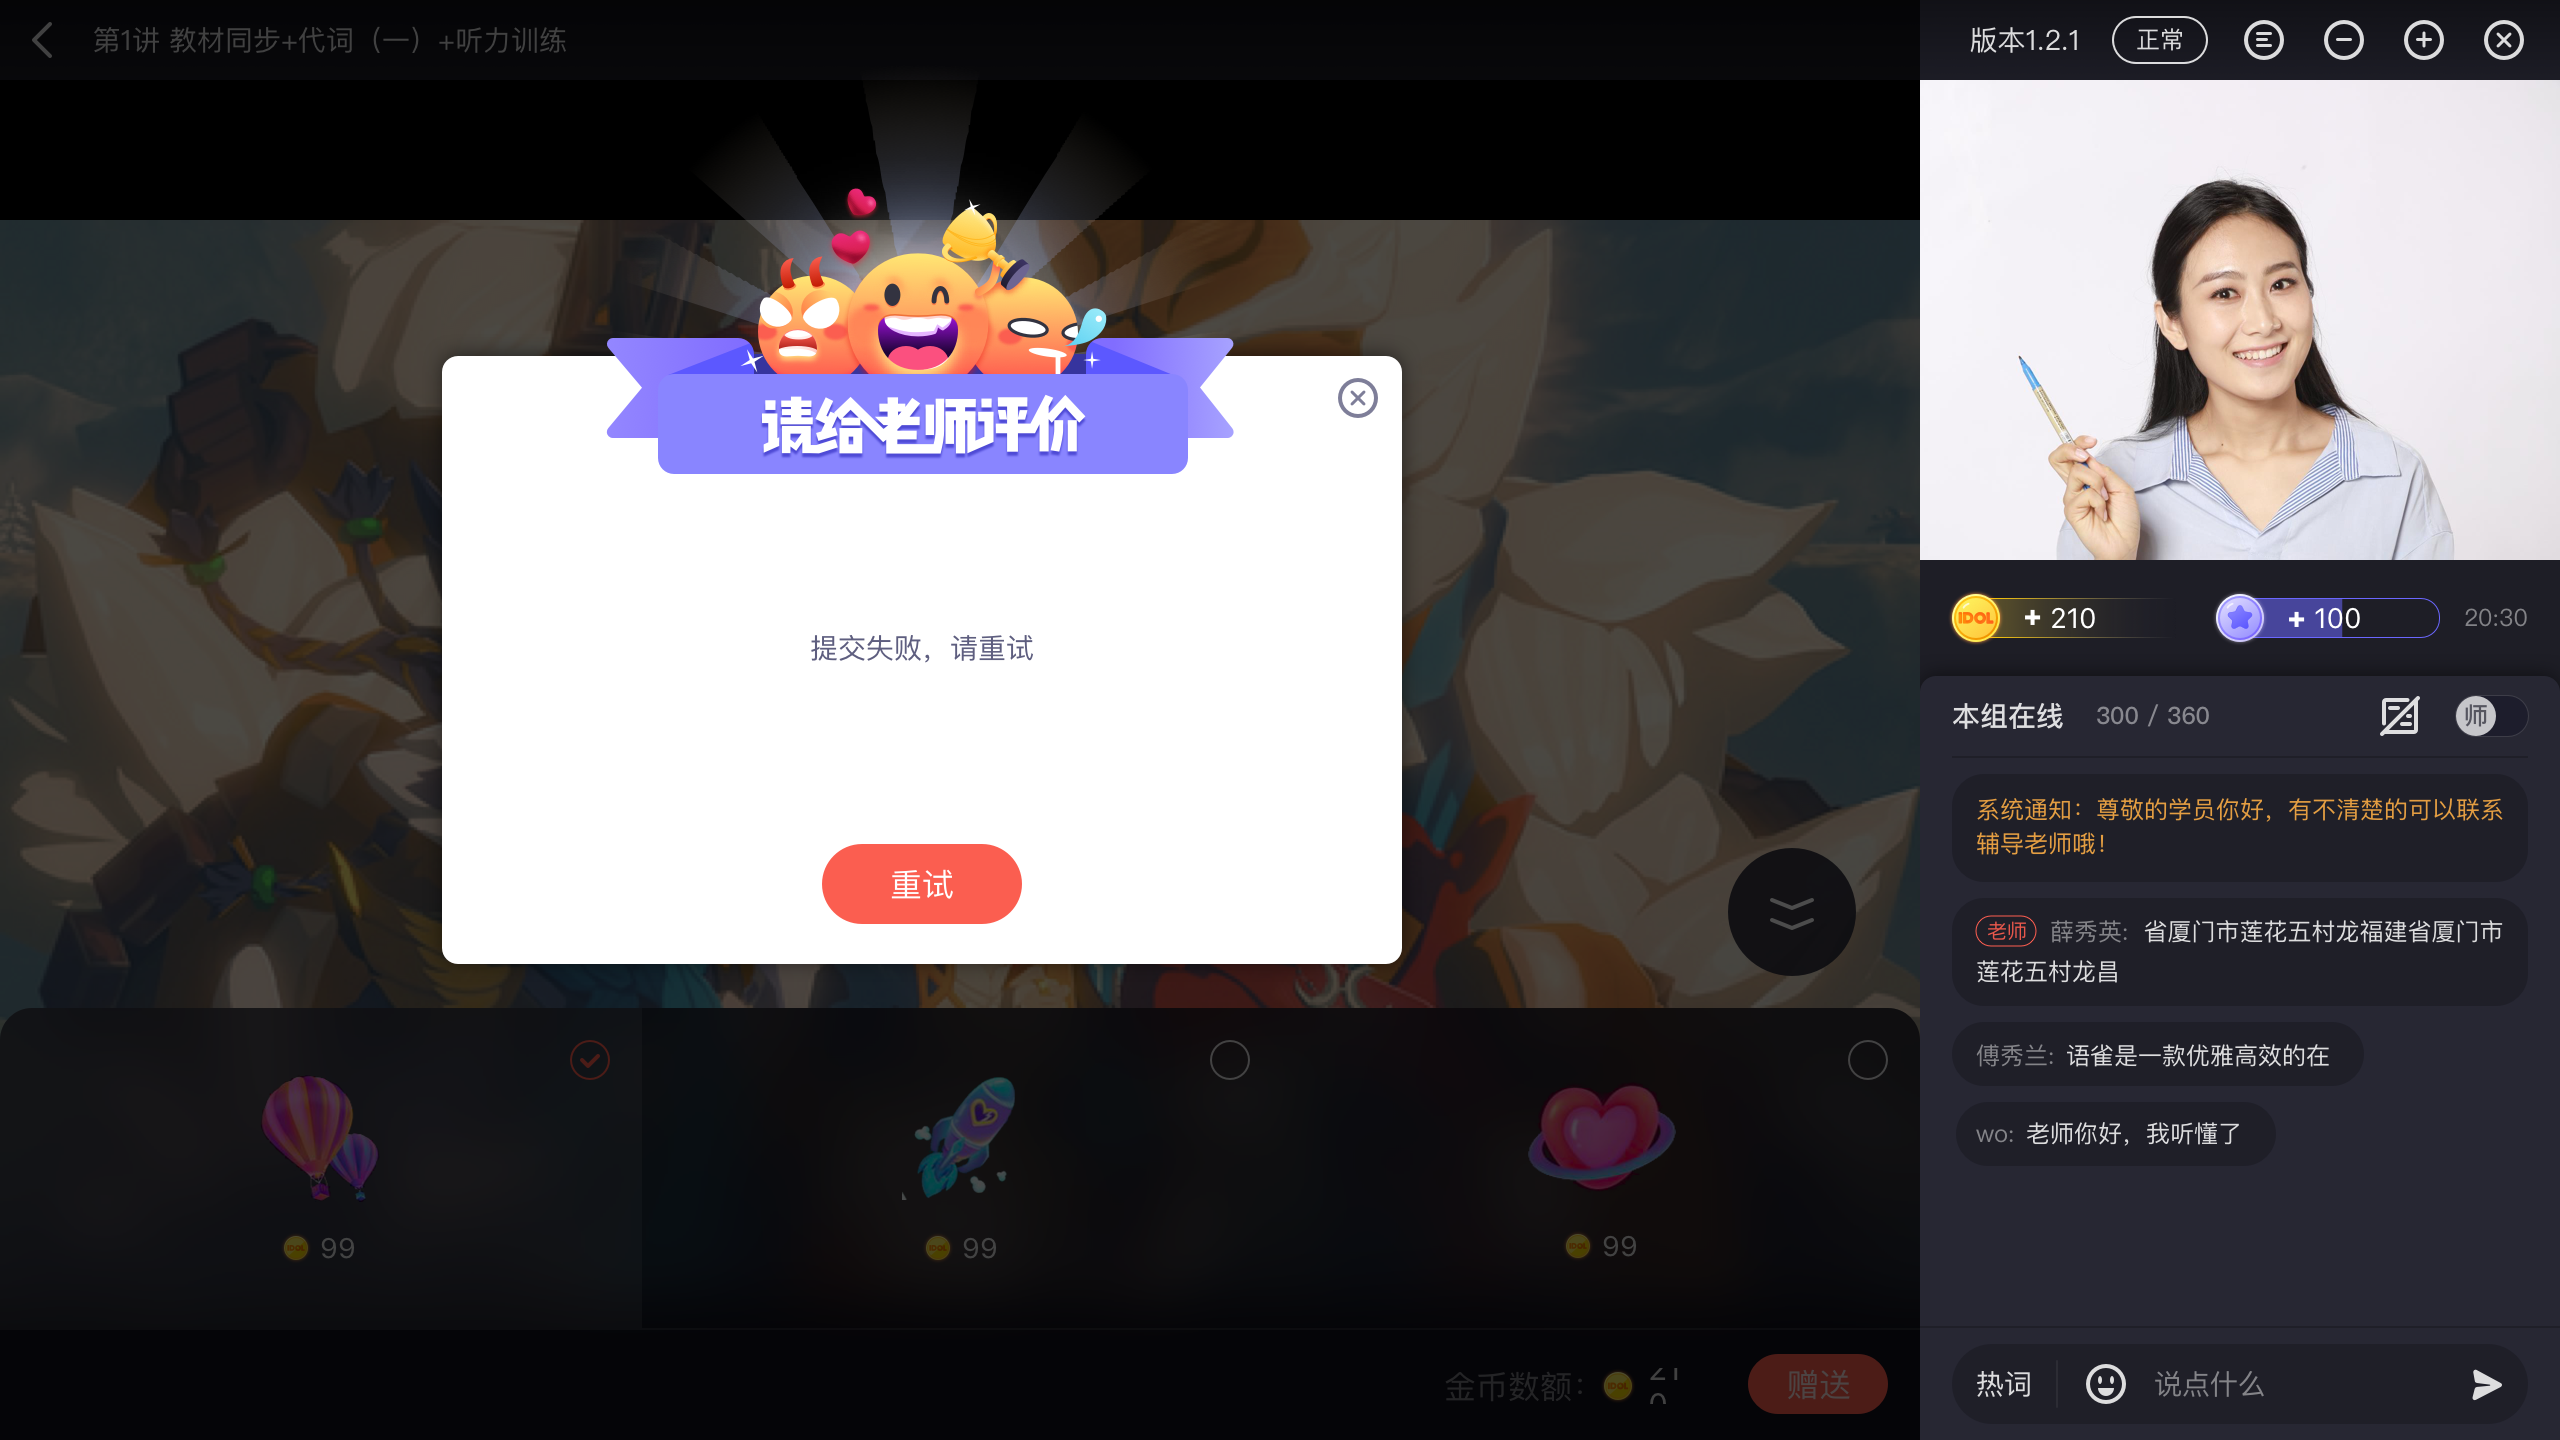 第1讲 教材同步+代词（一）+听力训练
版本1.2.1
正常
请给老师评价
提交失败，请重试
重试
IDOL
+ 210
+ 100
20:30
本组在线
300 / 360
师
系统通知：尊敬的学员你好，有不清楚的可以联系
辅导老师哦！
老师 薛秀英: 省厦门市莲花五村龙福建省厦门市
莲花五村龙昌
傅秀兰: 语雀是一款优雅高效的在
wo: 老师你好，我听懂了
IDOL 99
IDOL 99
IDOL 99
金币数额：
IDOL
赠送
热词
说点什么